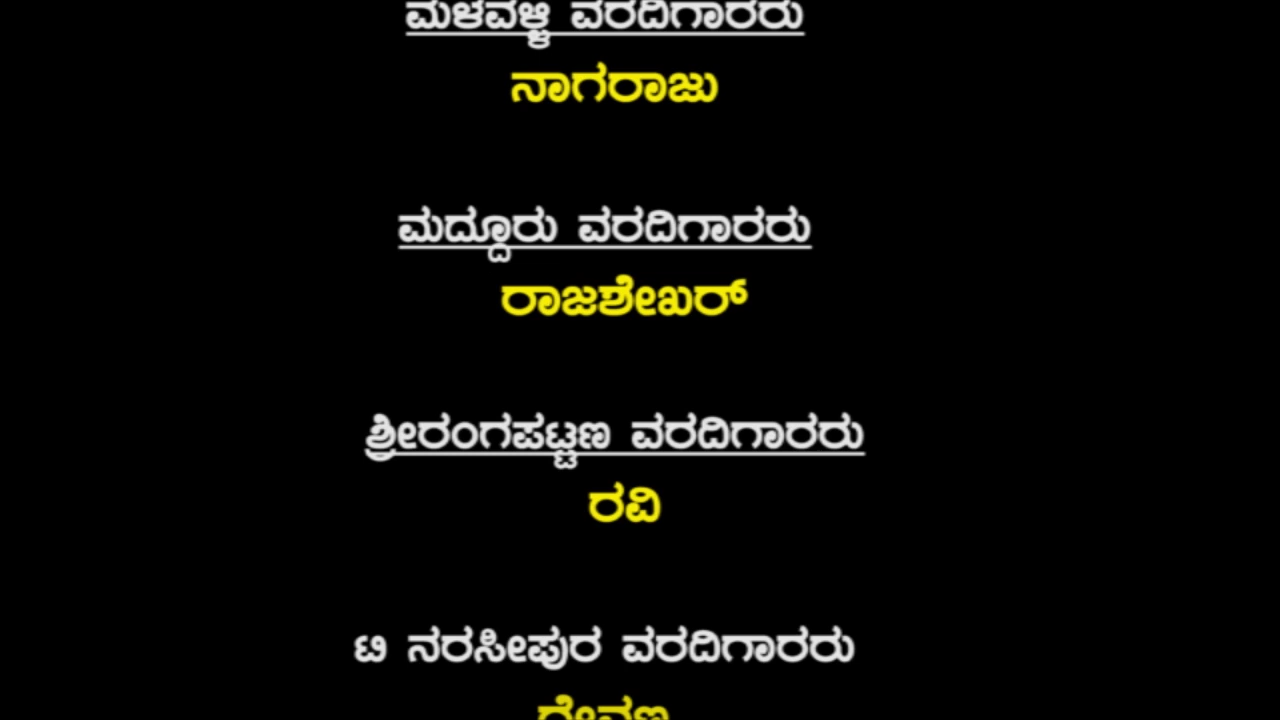 ಮಳವಳ್ಳಿ ವರದಿಗಾರರು
ನಾಗರಾಜು
ಮದ್ದೂರು ವರದಿಗಾರರು
ರಾಜಶೇಖರ್
ಶ್ರೀರಂಗಪಟ್ಟಣ ವರದಿಗಾರರು
ರವಿ
ಟಿ ನರಸೀಪುರ ವರದಿಗಾರರು